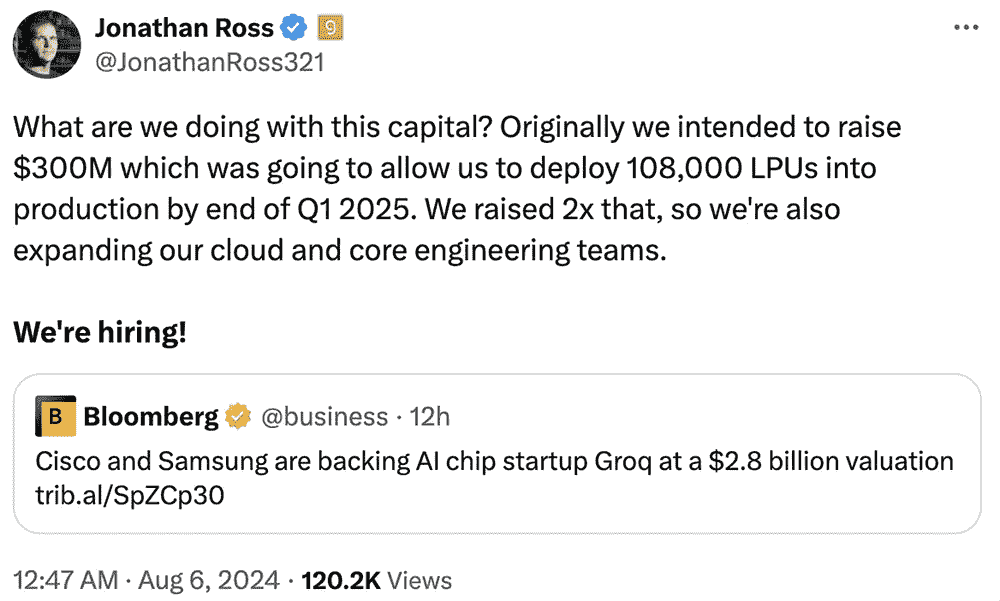 Jonathan Ross
@JonathanRoss321
What are we doing with this capital? Originally we intended to raise
$300M which was going to allow us to deploy 108,000 LPUs into
production by end of Q1 2025. We raised 2x that, so we're also
expanding our cloud and core engineering teams.
We're hiring!
B Bloomberg @business · 12h
Cisco and Samsung are backing AI chip startup Groq at a $2.8 billion valuation
trib.al/SpZCp30
12:47 AM · Aug 6, 2024 · 120.2K Views